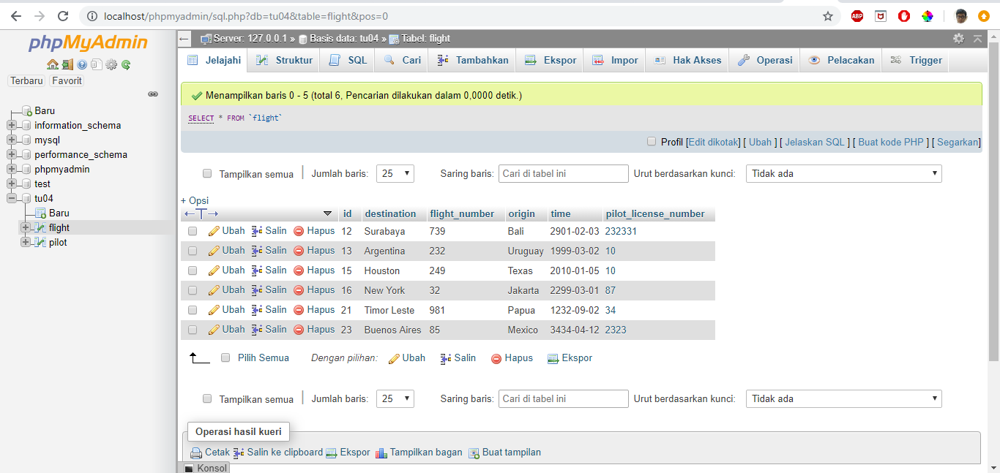 localhost/phpmyadmin/sql.php?db=tu04&table=flight&pos=0
ABP
phpMyAdmin
Terbaru Favorit
Baru
information_schema
mysql
performance_schema
phpmyadmin
test
tu04
Baru
flight
pilot
Server: 127.0.0.1 » Basis data: tu04 » Tabel: flight
Jelajahi Struktur SQL Cari Tambahkan Ekspor Impor Hak Akses Operasi Pelacakan Trigger
Menampilkan baris 0 - 5 (total 6, Pencarian dilakukan dalam 0,0000 detik.)
SELECT * FROM `flight`
Profil [Edit dikotak] [ Ubah ] [ Jelaskan SQL ] [ Buat kode PHP ] [ Segarkan]
Tampilkan semua Jumlah baris: 25 Saring baris: Cari di tabel ini Urut berdasarkan kunci: Tidak ada
+ Opsi
←T→ id destination flight_number origin time pilot_license_number
Ubah Salin Hapus 12 Surabaya 739 Bali 2901-02-03 232331
Ubah Salin Hapus 13 Argentina 232 Uruguay 1999-03-02 10
Ubah Salin Hapus 15 Houston 249 Texas 2010-01-05 10
Ubah Salin Hapus 16 New York 32 Jakarta 2299-03-01 87
Ubah Salin Hapus 21 Timor Leste 981 Papua 1232-09-02 34
Ubah Salin Hapus 23 Buenos Aires 85 Mexico 3434-04-12 2323
Pilih Semua Dengan pilihan: Ubah Salin Hapus Ekspor
Tampilkan semua Jumlah baris: 25 Saring baris: Cari di tabel ini Urut berdasarkan kunci: Tidak ada
Operasi hasil kueri
Cetak Salin ke clipboard Ekspor Tampilkan bagan Buat tampilan
Konsol